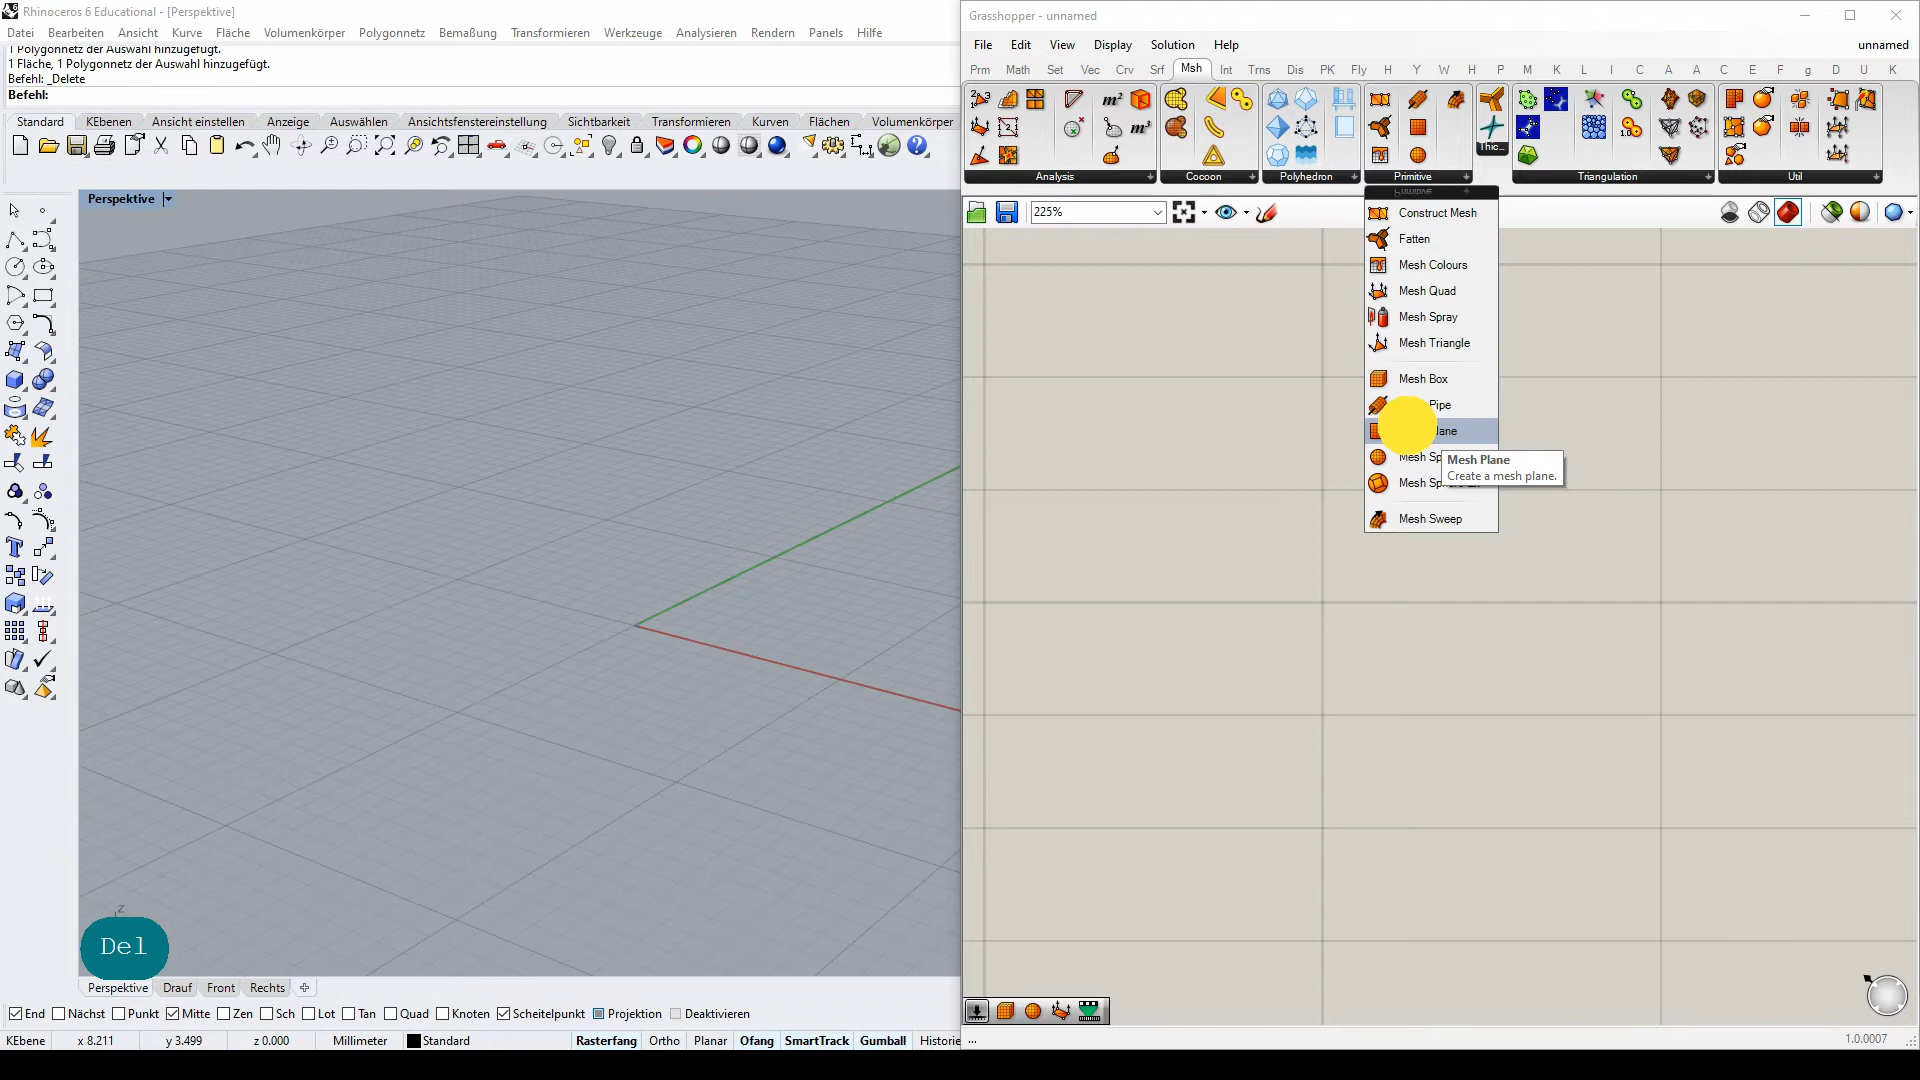 Rhinoceros 6 Educational - [Perspektive]
Datei Bearbeiten Ansicht Kurve Fläche Volumenkörper Polygonnetz Bemaßung Transformieren Werkzeuge Analysieren Rendern Panels Hilfe
1 Polygonnetz der Auswahl hinzugefügt.
1 Fläche, 1 Polygonnetz der Auswahl hinzugefügt.
Befehl: _Delete
Befehl:
Standard KEbenen Ansicht einstellen Anzeige Auswählen Ansichtsfenstereinstellung Sichtbarkeit Transformieren Kurven Flächen Volumenkörper
Perspektive
z
Del
Perspektive Drauf Front Rechts
End Nächst Punkt Mitte Zen Sch Lot Tan Quad Knoten Scheitelpunkt Projektion Deaktivieren
KEbene x 8.211 y 3.499 z 0.000 Millimeter Standard Rasterfang Ortho Planar Ofang SmartTrack Gumball Historie
Grasshopper - unnamed
File Edit View Display Solution Help unnamed
Prm Math Set Vec Crv Srf Msh Int Trns Dis PK Fly H Y W H P M K L I C A A C E F g D U K
m² m³
Thic...
Analysis Cocoon Polyhedron Primitive Triangulation Util
225%
Primitive
Construct Mesh
Fatten
Mesh Colours
Mesh Quad
Mesh Spray
Mesh Triangle
Mesh Box
Pipe
lane
Mesh Sp
Mesh Plane
Create a mesh plane.
Mesh Sweep
... 1.0.0007